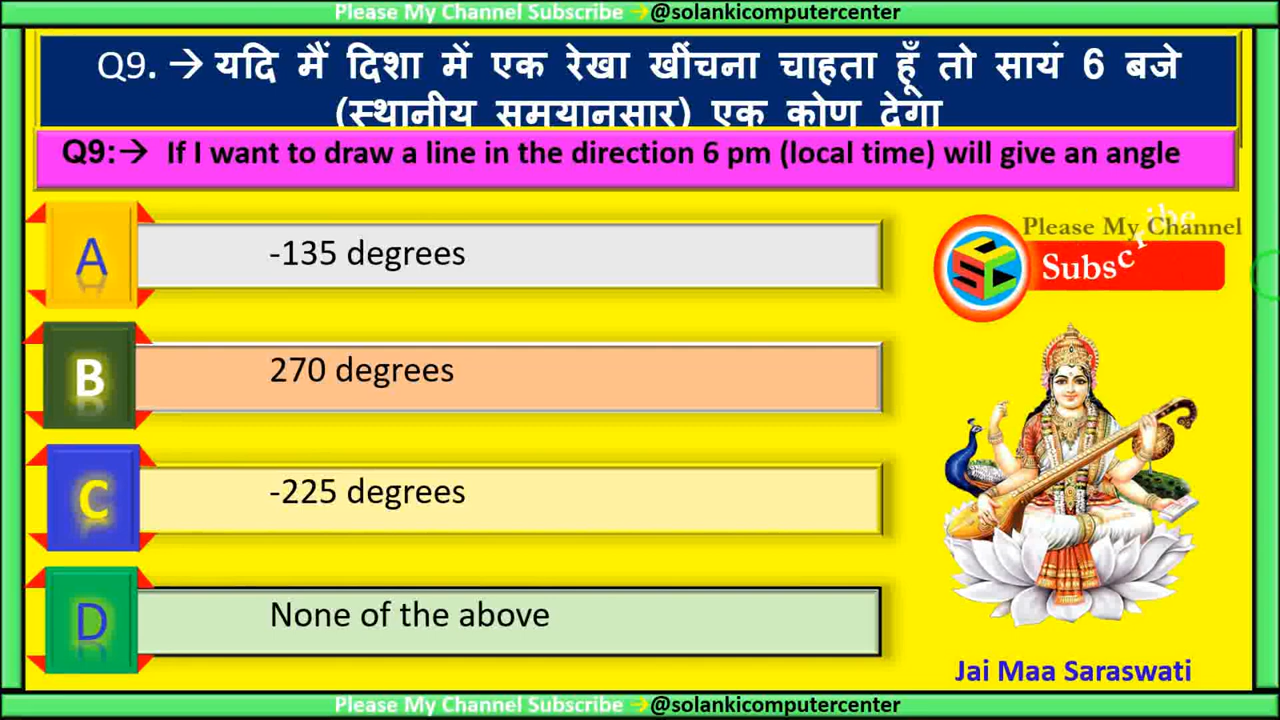 Please My Channel Subscribe →@solankicomputercenter
Q9. → यदि मैं दिशा में एक रेखा खींचना चाहता हूँ तो सायं 6 बजे
(स्थानीय समयानसार) एक कोण देगा
Q9:→ If I want to draw a line in the direction 6 pm (local time) will give an angle
A -135 degrees
B 270 degrees
C -225 degrees
D None of the above
Please My Channel
Subscribe
SCC
Jai Maa Saraswati
Please My Channel Subscribe →@solankicomputercenter